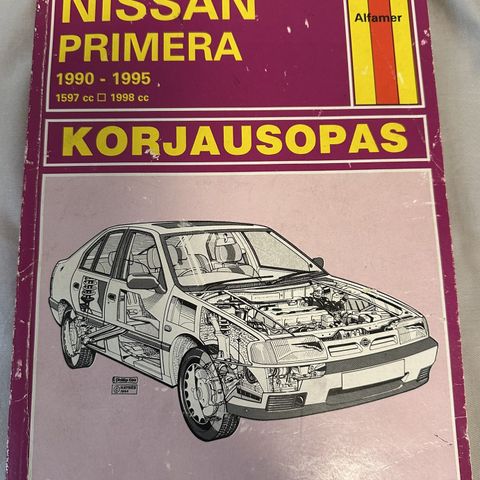 NISSAN
Alfamer
PRIMERA
1990 - 1995
1597 cc □ 1998 cc
KORJAUSOPAS